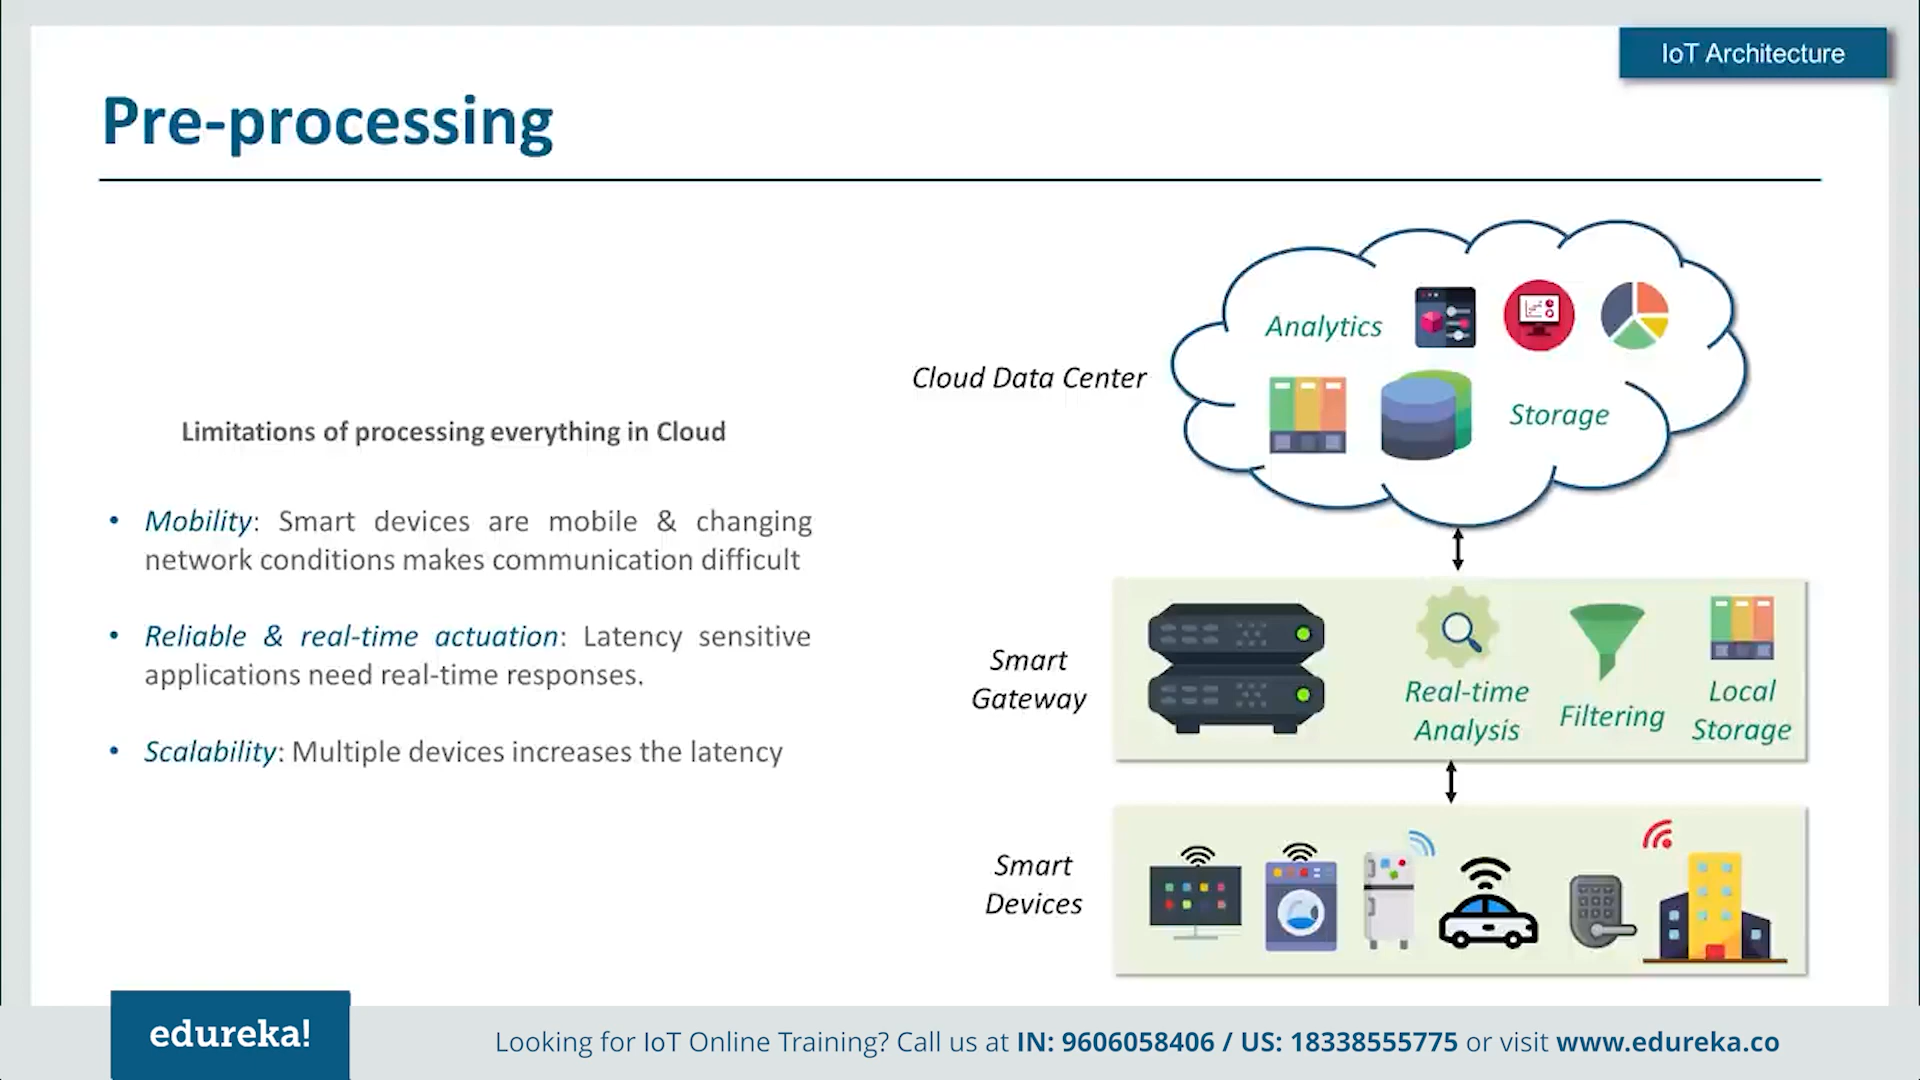 IoT Architecture
Pre-processing
Limitations of processing everything in Cloud
• Mobility: Smart devices are mobile & changing
network conditions makes communication difficult
• Reliable & real-time actuation: Latency sensitive
applications need real-time responses.
• Scalability: Multiple devices increases the latency
Cloud Data Center
Analytics
Storage
Smart
Gateway
Real-time
Analysis
Filtering
Local
Storage
Smart
Devices
edureka!
Looking for IoT Online Training? Call us at IN: 9606058406 / US: 18338555775 or visit www.edureka.co